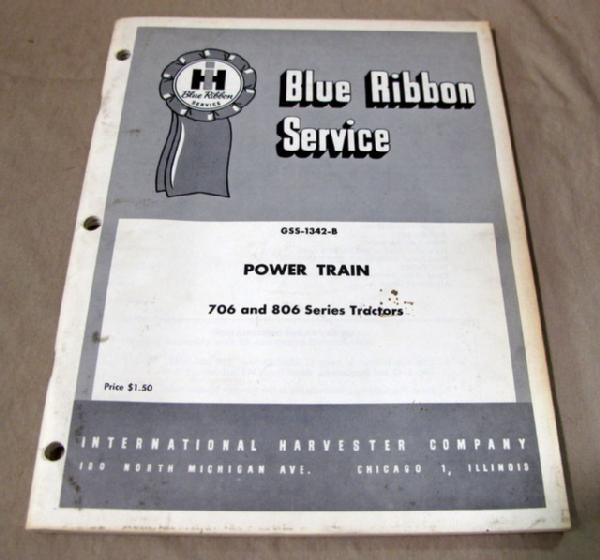 IH
Blue Ribbon
SERVICE
Blue Ribbon
Service
GSS-1342-B
POWER TRAIN
706 and 806 Series Tractors
Price $1.50
INTERNATIONAL HARVESTER COMPANY
180 NORTH MICHIGAN AVE. CHICAGO 1, ILLINOIS